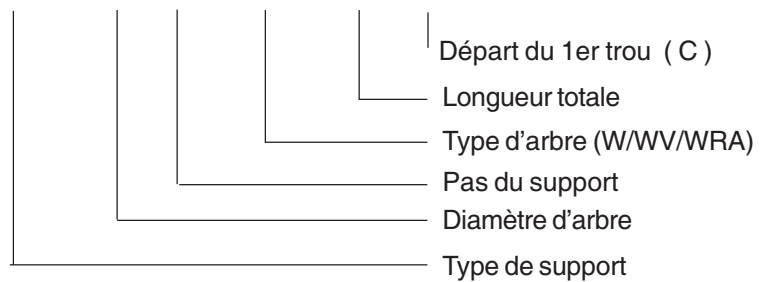 Départ du 1er trou ( C )
Longueur totale
Type d'arbre (W/WV/WRA)
Pas du support
Diamètre d'arbre
Type de support